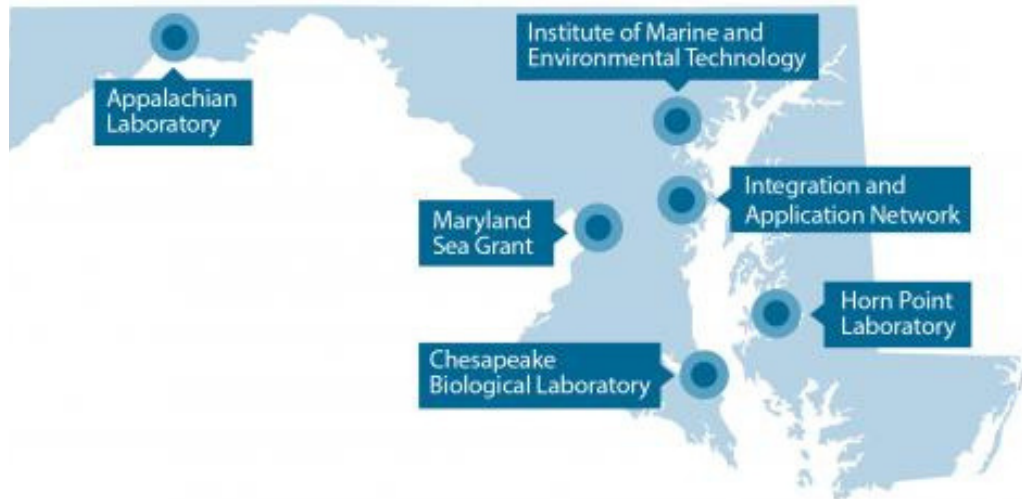 Institute of Marine and
Environmental Technology
Appalachian
Laboratory
Integration and
Application Network
Maryland
Sea Grant
Horn Point
Laboratory
Chesapeake
Biological Laboratory